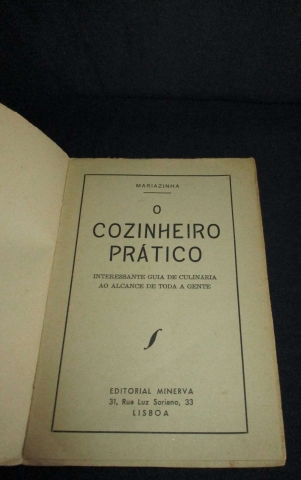 MARIAZINHA
O
COZINHEIRO
PRÁTICO
INTERESSANTE GUIA DE CULINARIA
AO ALCANCE DE TODA A GENTE
EDITORIAL MINERVA
31, Rua Luz Soriano, 33
LISBOA